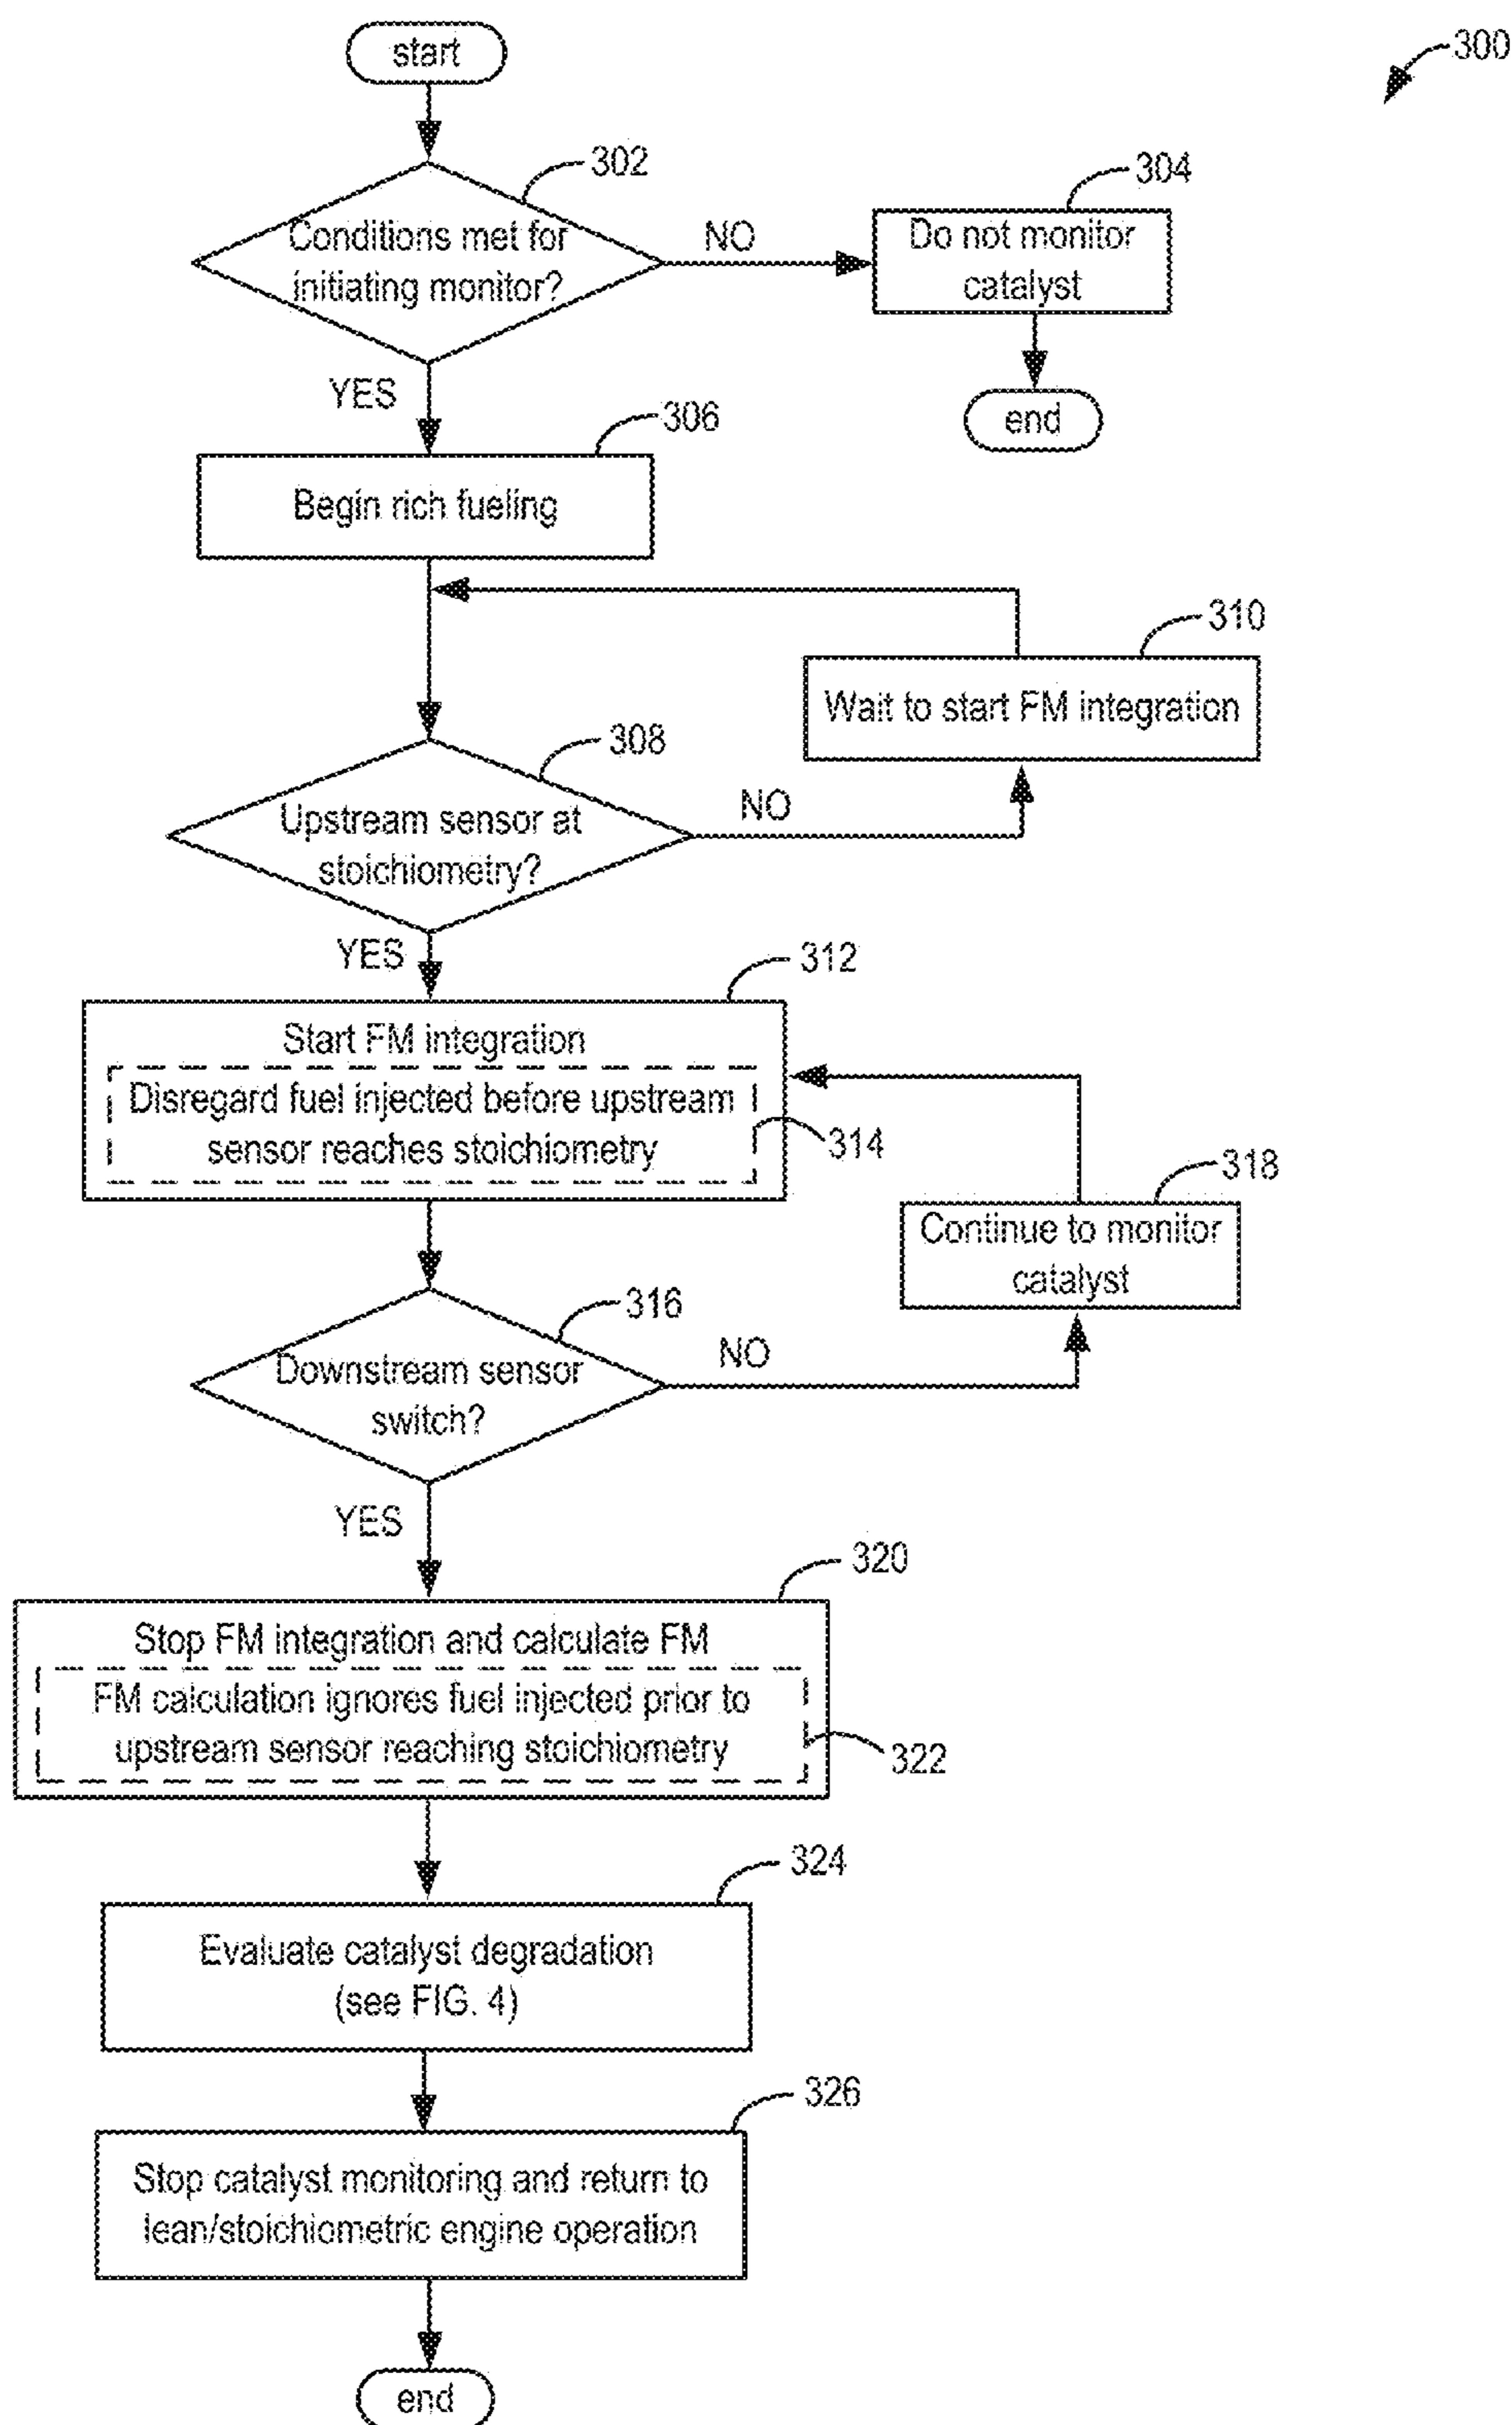 300
start
302
Conditions met for
initiating monitor?
NO
304
Do not monitor
catalyst
end
YES
306
Begin rich fueling
310
Wait to start FM integration
308
Upstream sensor at
stoichiometry?
NO
YES
312
Start FM integration
Disregard fuel injected before upstream
sensor reaches stoichiometry
314
318
Continue to monitor
catalyst
316
Downstream sensor
switch?
NO
YES
320
Stop FM integration and calculate FM
FM calculation ignores fuel injected prior to
upstream sensor reaching stoichiometry
322
324
Evaluate catalyst degradation
(see FIG. 4)
326
Stop catalyst monitoring and return to
lean/stoichiometric engine operation
end